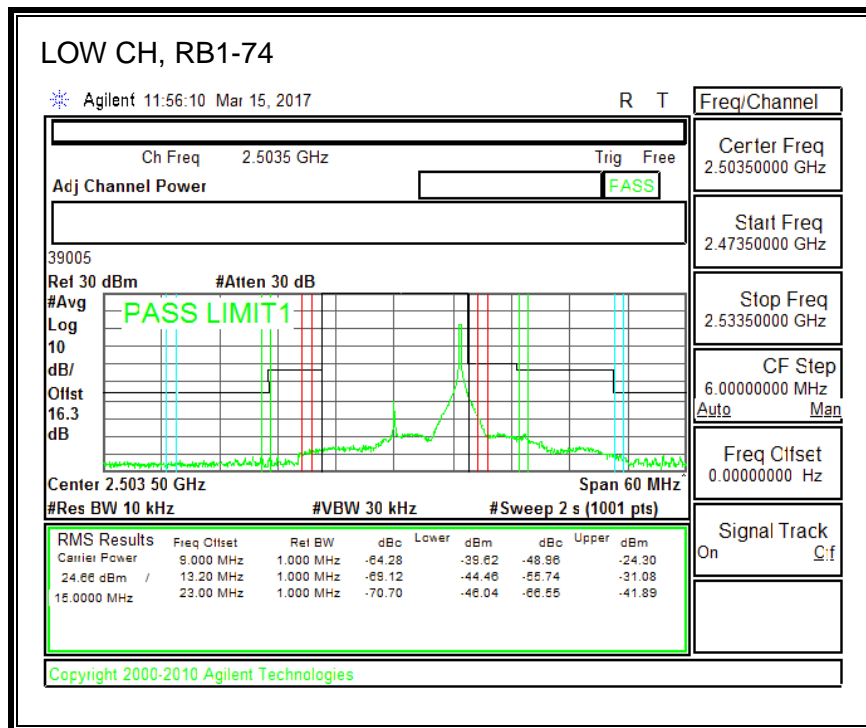 LOW CH, RB1-74
Agilent 11:56:10 Mar 15, 2017 R T
Freq/Channel
Ch Freq 2.5035 GHz Trig Free
Adj Channel Power PASS
Center Freq
2.50350000 GHz
Start Freq
2.47350000 GHz
Stop Freq
2.53350000 GHz
CF Step
6.00000000 MHz
Auto Man
Freq Offset
0.00000000 Hz
Signal Track
On Off
39005
Ref 30 dBm #Atten 30 dB
#Avg
Log
10
dB/
Offst
16.3
dB
PASS LIMIT1
Center 2.503 50 GHz Span 60 MHz^
#Res BW 10 kHz #VBW 30 kHz #Sweep 2 s (1001 pts)
RMS Results Freq Offset Ref BW dBc Lower dBm dBc Upper dBm
Carrier Power 9.000 MHz 1.000 MHz -64.28 -39.62 -48.96 -24.30
24.66 dBm / 13.20 MHz 1.000 MHz -69.12 -44.46 -55.74 -31.08
15.0000 MHz 23.00 MHz 1.000 MHz -70.70 -46.04 -66.55 -41.89
Copyright 2000-2010 Agilent Technologies